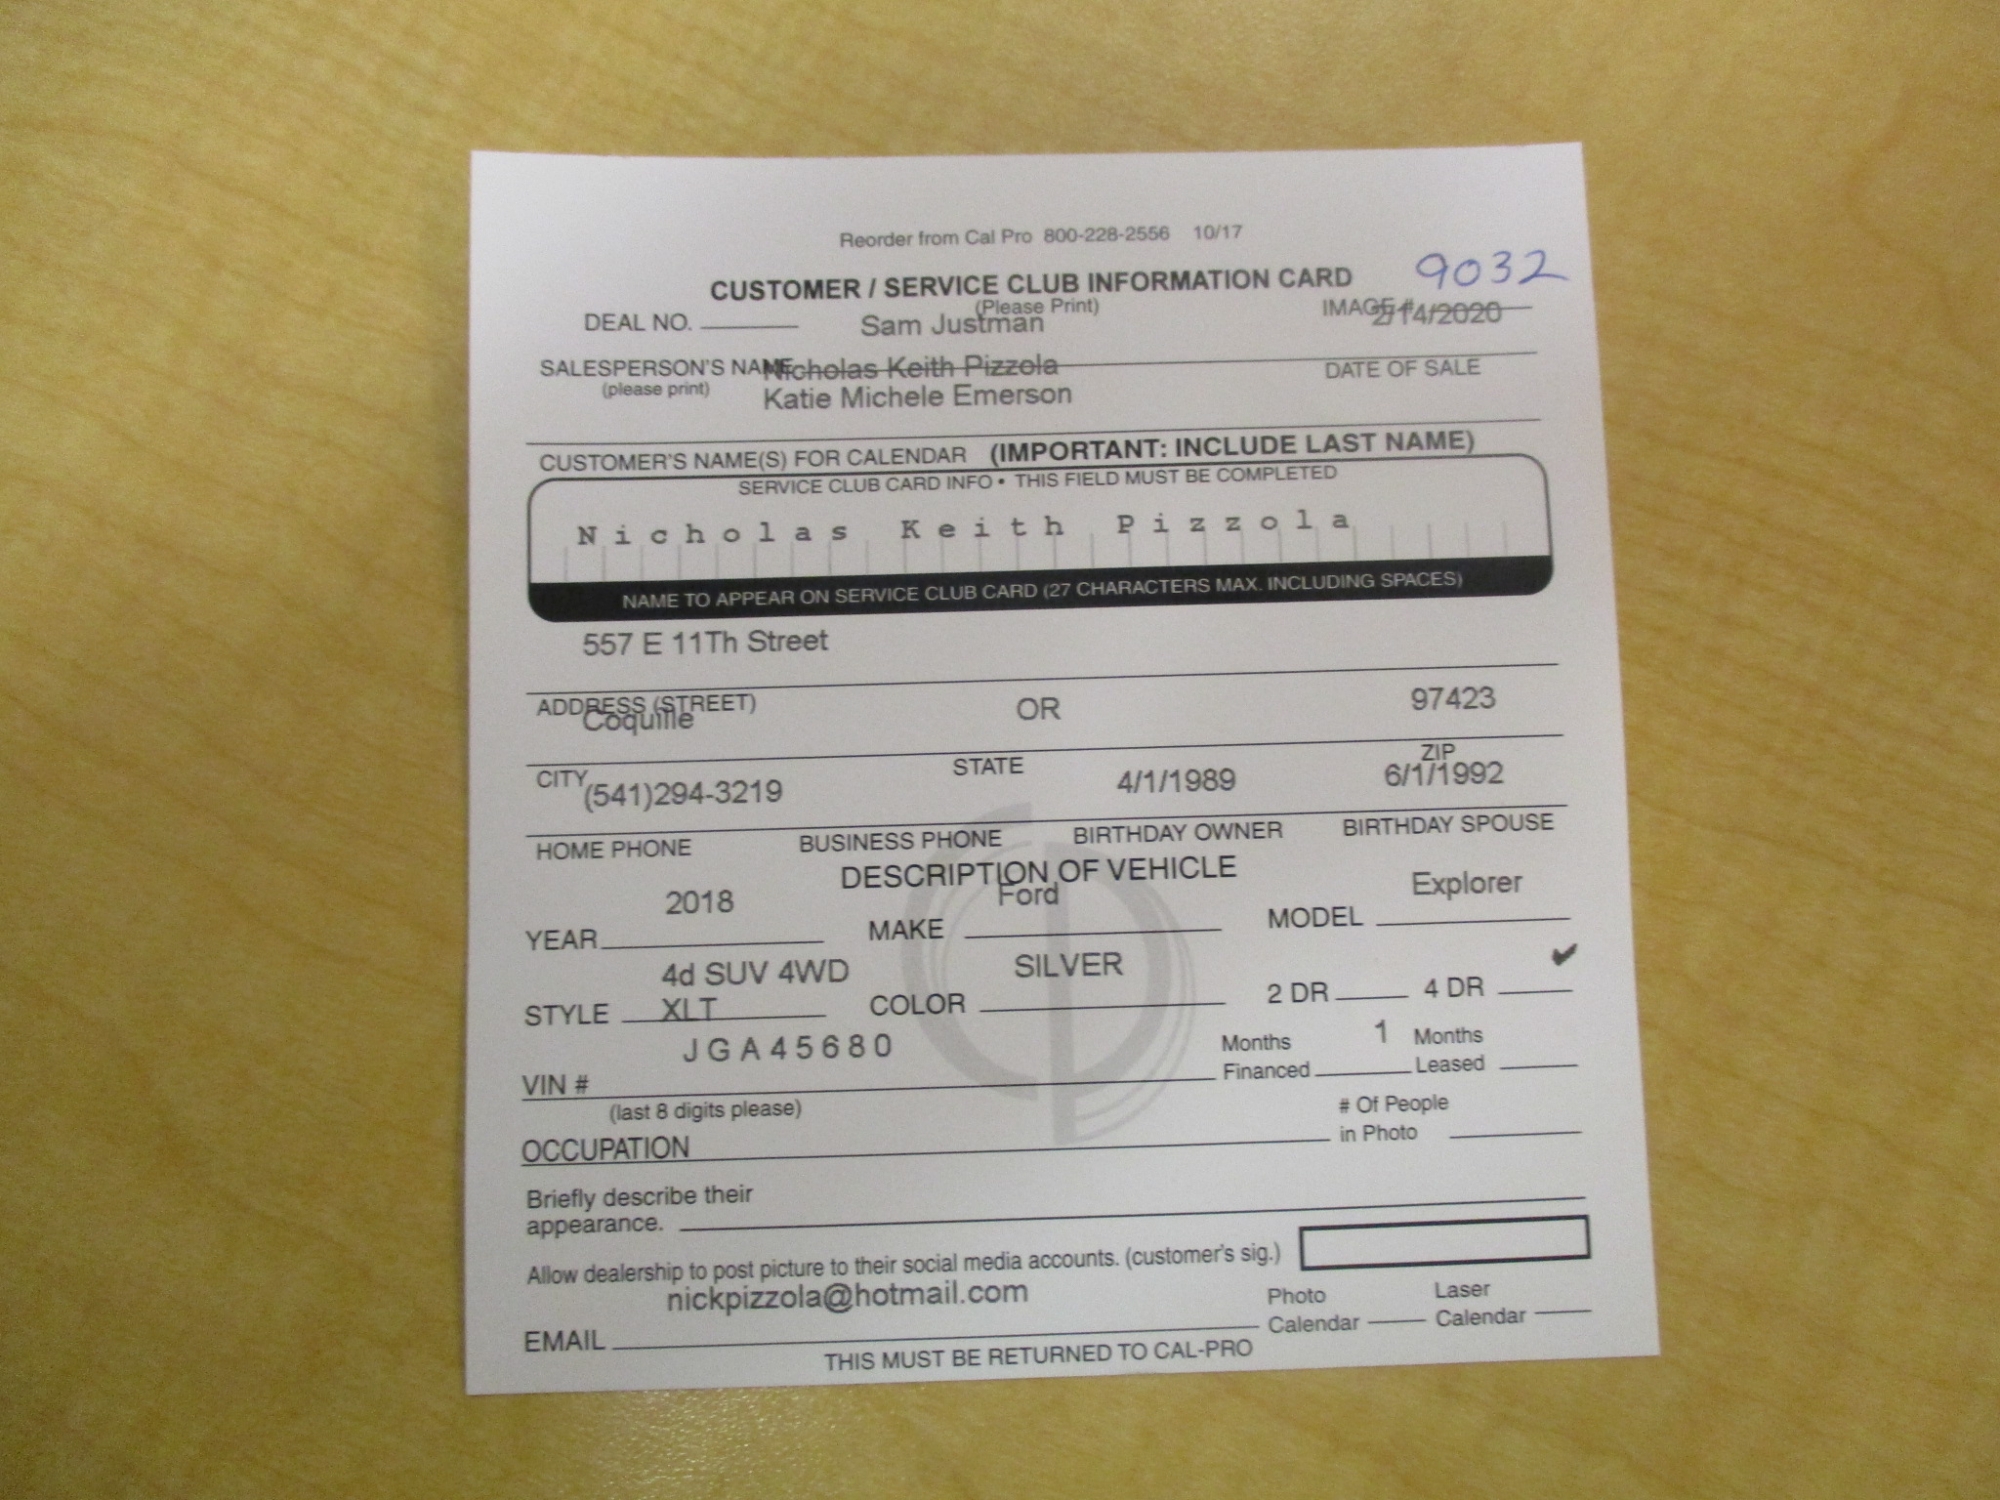 Reorder from Cal Pro 800-228-2556 10/17
CUSTOMER / SERVICE CLUB INFORMATION CARD 9032
(Please Print)
DEAL NO. Sam Justman IMAGE # 2/14/2020
SALESPERSON'S NAME Nicholas Keith Pizzola DATE OF SALE
(please print) Katie Michele Emerson
CUSTOMER'S NAME(S) FOR CALENDAR (IMPORTANT: INCLUDE LAST NAME)
SERVICE CLUB CARD INFO • THIS FIELD MUST BE COMPLETED
Nicholas Keith Pizzola
NAME TO APPEAR ON SERVICE CLUB CARD (27 CHARACTERS MAX. INCLUDING SPACES)
557 E 11Th Street
ADDRESS (STREET)
Coquille OR 97423
CITY STATE ZIP
(541)294-3219 4/1/1989 6/1/1992
HOME PHONE BUSINESS PHONE BIRTHDAY OWNER BIRTHDAY SPOUSE
DESCRIPTION OF VEHICLE
2018 Ford Explorer
YEAR MAKE MODEL
4d SUV 4WD SILVER ✔
STYLE XLT COLOR 2 DR 4 DR
JGA45680 Months 1 Months
VIN # Financed Leased
(last 8 digits please) # Of People
OCCUPATION in Photo
Briefly describe their
appearance.
Allow dealership to post picture to their social media accounts. (customer's sig.)
nickpizzola@hotmail.com Photo Laser
EMAIL Calendar Calendar
THIS MUST BE RETURNED TO CAL-PRO